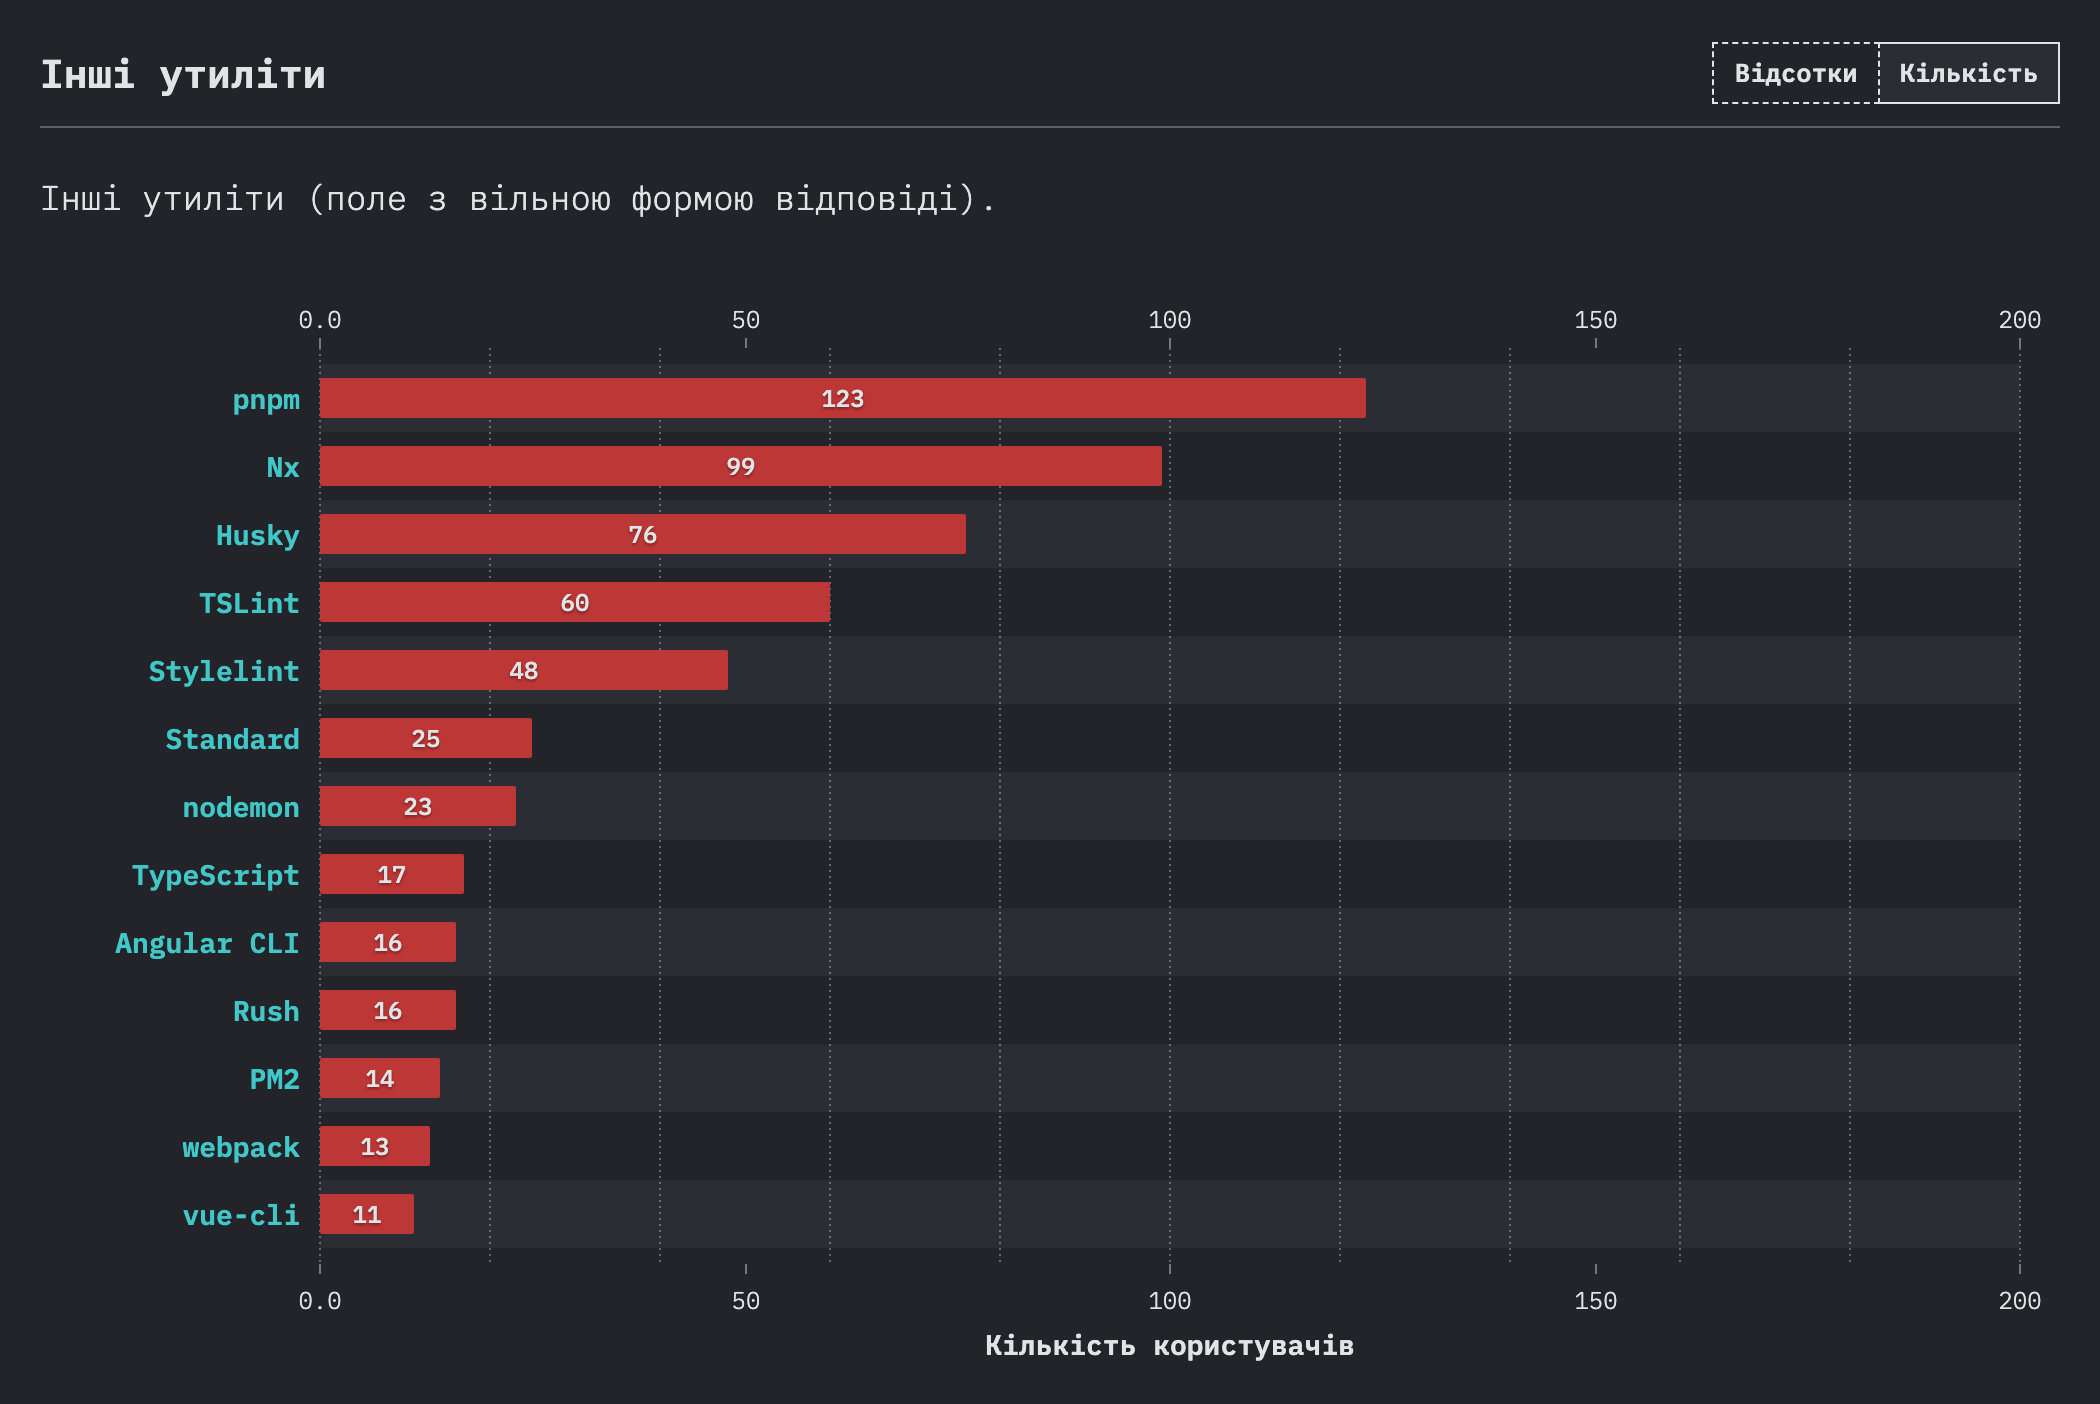 Інші утиліти
Відсотки Кількість
Інші утиліти (поле з вільною формою відповіді).
0.0 50 100 150 200
pnpm 123
Nx 99
Husky 76
TSLint 60
Stylelint 48
Standard 25
nodemon 23
TypeScript 17
Angular CLI 16
Rush 16
PM2 14
webpack 13
vue-cli 11
0.0 50 100 150 200
Кількість користувачів